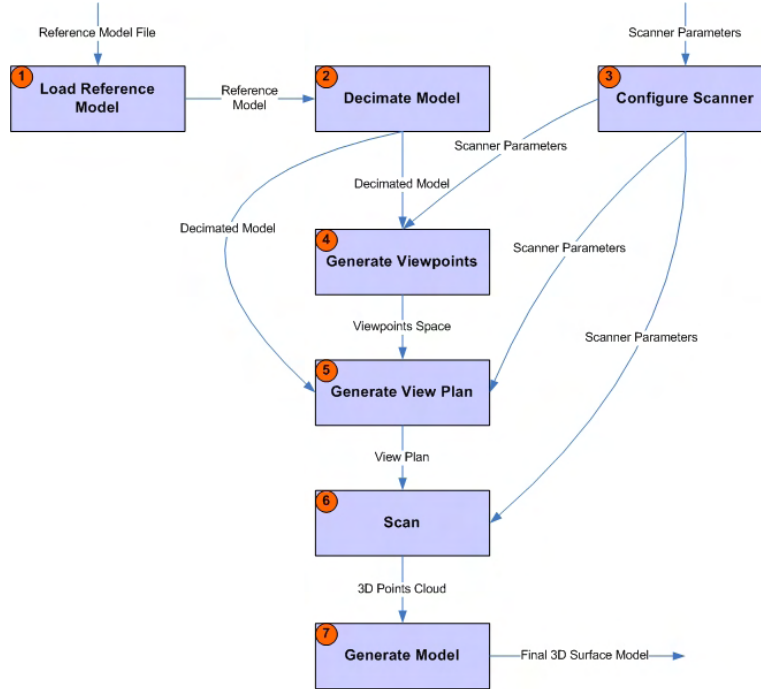 Reference Model File
Scanner Parameters
1
Load Reference
Model
Reference
Model
2
Decimate Model
3
Configure Scanner
Scanner Parameters
Decimated Model
Decimated Model
4
Generate Viewpoints
Scanner Parameters
Viewpoints Space
Scanner Parameters
5
Generate View Plan
View Plan
6
Scan
3D Points Cloud
7
Generate Model
Final 3D Surface Model